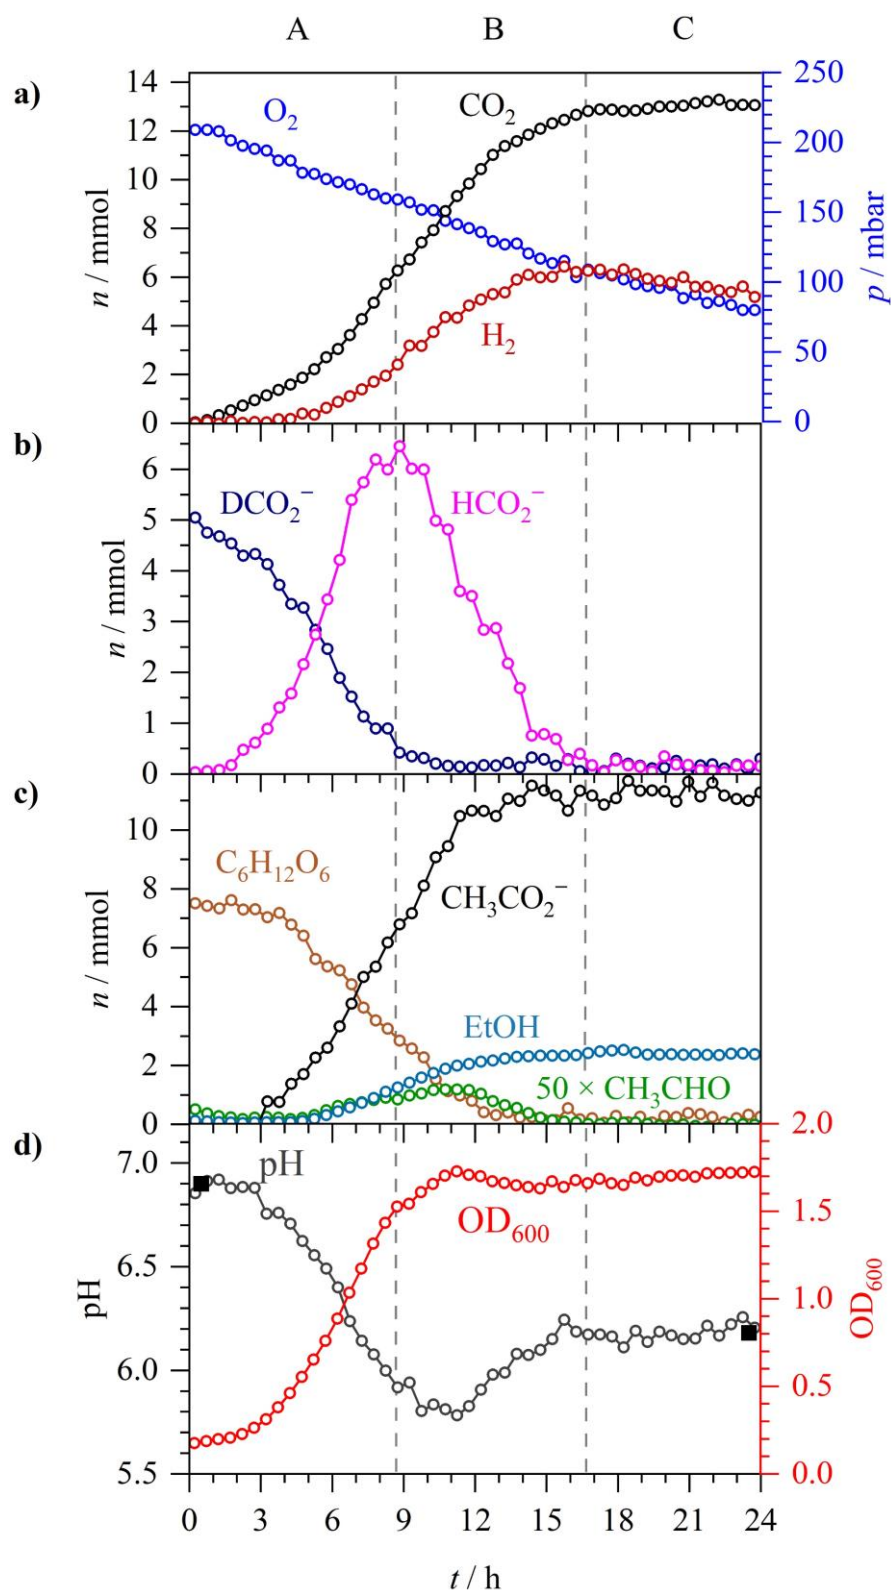 A B C
a)
14
12
10
8
6
4
2
0
n / mmol
O₂
CO₂
H₂
250
200
150
100
50
0
p / mbar
b)
6
5
4
3
2
1
0
n / mmol
DCO₂⁻
HCO₂⁻
c)
10
8
6
4
2
0
n / mmol
C₆H₁₂O₆
CH₃CO₂⁻
EtOH
50 × CH₃CHO
d)
7.0
6.5
6.0
5.5
pH
pH
OD₆₀₀
2.0
1.5
1.0
0.5
0.0
OD₆₀₀
0 3 6 9 12 15 18 21 24
t / h